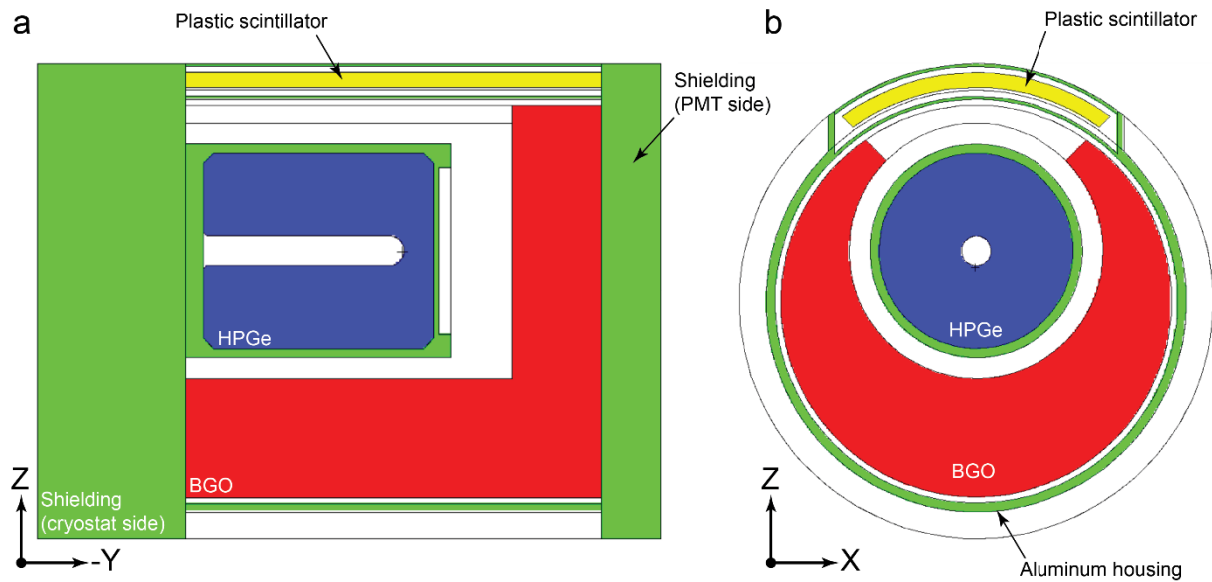 a
Plastic scintillator
Shielding
(PMT side)
HPGe
BGO
Shielding
(cryostat side)
Z
-Y
b
Plastic scintillator
HPGe
BGO
Z
X
Aluminum housing